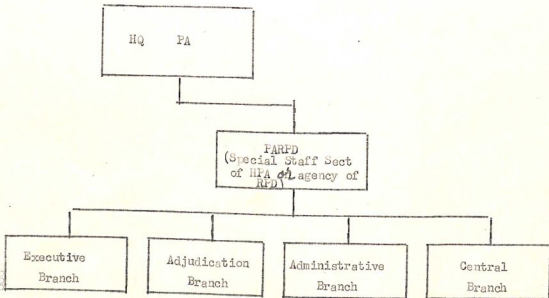 HQ PA
PARPD
(Special Staff Sect
of HPA or agency of
RPD)
Executive
Branch
Adjudication
Branch
Administrative
Branch
Central
Branch